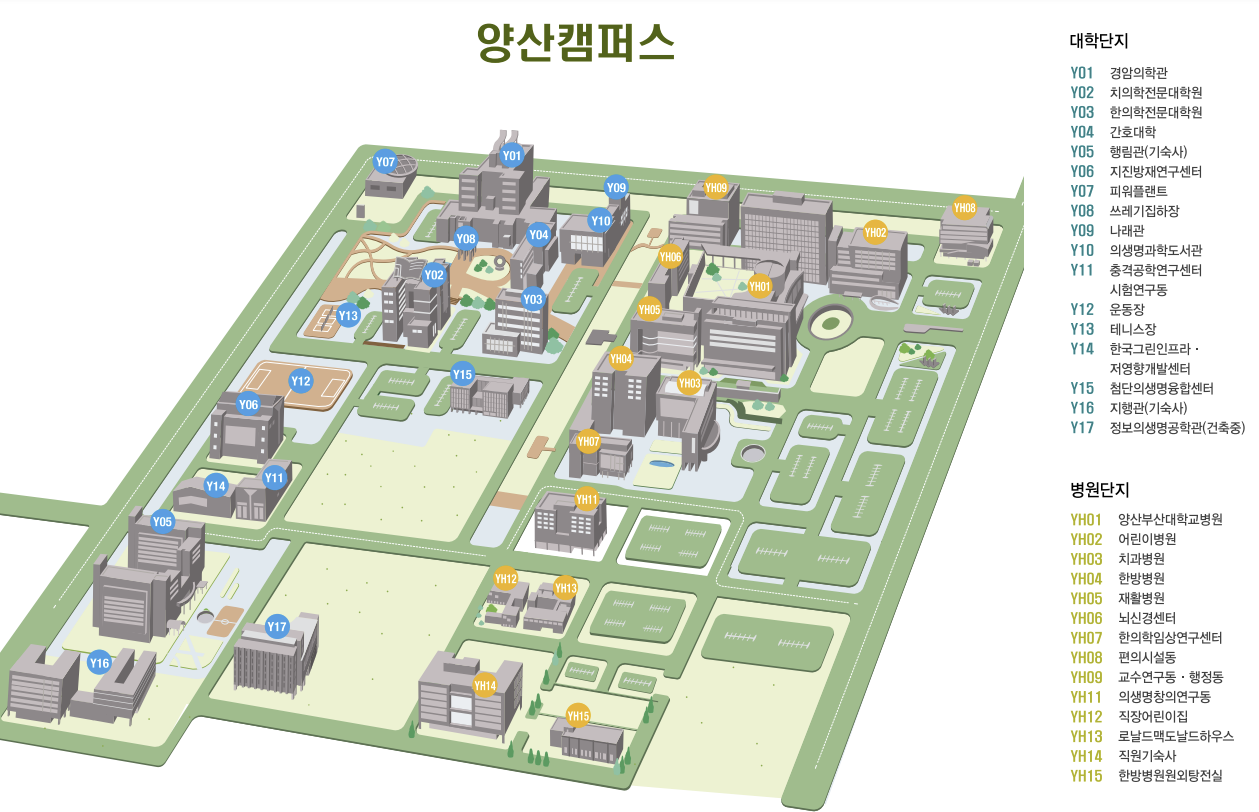 양산캠퍼스
Y07
Y01
Y09
Y10
Y08
Y04
Y02
Y03
Y13
Y12
Y15
Y06
Y11
Y14
Y05
Y17
Y16
YH09
YH08
YH02
YH06
YH01
YH05
YH04
YH03
YH07
YH11
YH12
YH13
YH14
YH15
대학단지
Y01 경암의학관
Y02 치의학전문대학원
Y03 한의학전문대학원
Y04 간호대학
Y05 행림관(기숙사)
Y06 지진방재연구센터
Y07 피워플랜트
Y08 쓰레기집하장
Y09 나래관
Y10 의생명과학도서관
Y11 충격공학연구센터
시험연구동
Y12 운동장
Y13 테니스장
Y14 한국그린인프라 ·
저영향개발센터
Y15 첨단의생명융합센터
Y16 지행관(기숙사)
Y17 정보의생명공학관(건축중)
병원단지
YH01 양산부산대학교병원
YH02 어린이병원
YH03 치과병원
YH04 한방병원
YH05 재활병원
YH06 뇌신경센터
YH07 한의학임상연구센터
YH08 편의시설동
YH09 교수연구동 · 행정동
YH11 의생명창의연구동
YH12 직장어린이집
YH13 로날드맥도날드하우스
YH14 직원기숙사
YH15 한방병원원외탕전실